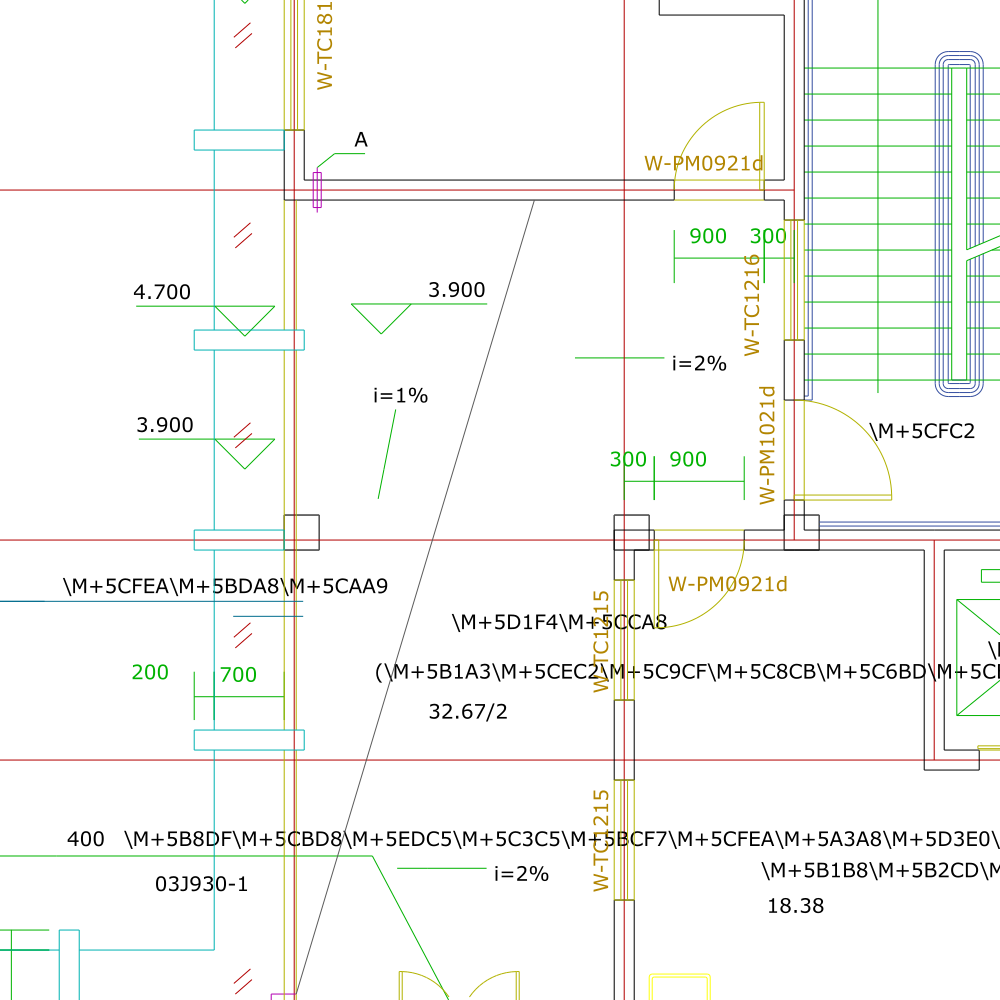 W-TC181
A
W-PM0921d
900
300
W-TC1216
4.700
3.900
i=2%
i=1%
W-PM1021d
3.900
\M+5CFC2
300
900
\M+5CFEA\M+5BDA8\M+5CAA9
W-PM0921d
W-TC1215
\M+5D1F4\M+5CCA8
(\M+5B1A3\M+5CEC2\M+5C9CF\M+5C8CB\M+5C6BD\M+5C
200
700
32.67/2
W-TC1215
400
\M+5B8DF\M+5CBD8\M+5EDC5\M+5C3C5\M+5BCF7\M+5CFEA\M+5A3A8\M+5D3E0\
\M+5B1B8\M+5B2CD\M
i=2%
03J930-1
18.38